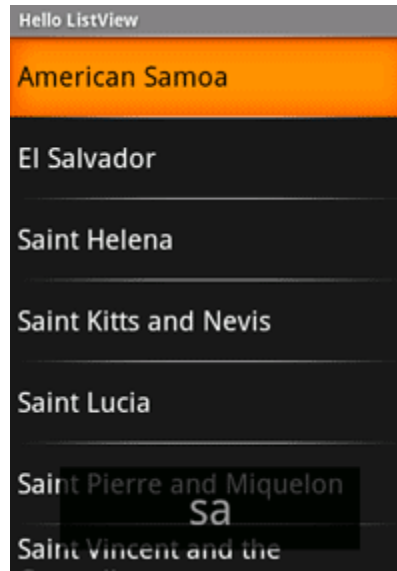 Hello ListView
American Samoa
El Salvador
Saint Helena
Saint Kitts and Nevis
Saint Lucia
Saint Pierre and Miquelon
sa
Saint Vincent and the